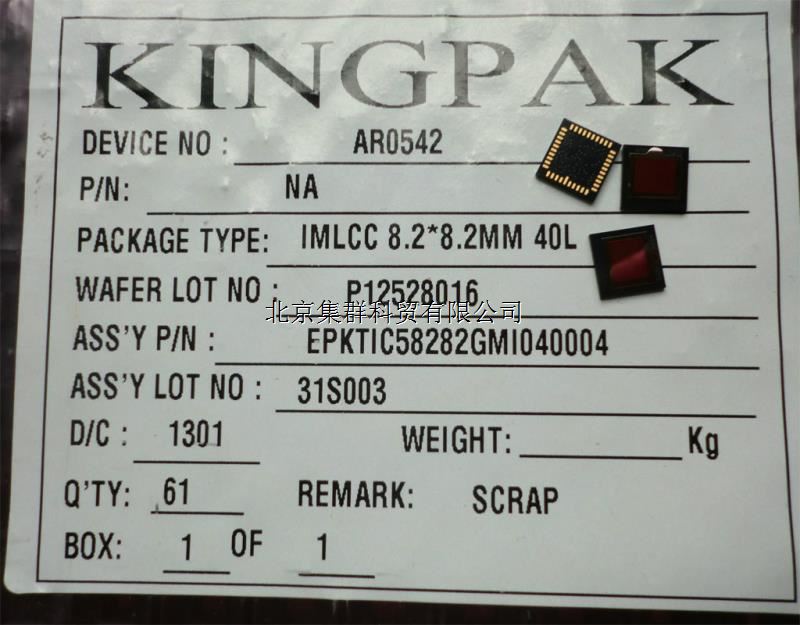 KINGPAK
DEVICE NO : AR0542
P/N: NA
PACKAGE TYPE: IMLCC 8.2*8.2MM 40L
WAFER LOT NO : P12528016
北京集群科贸有限公司
ASS'Y P/N : EPKTIC58282GMI040004
ASS'Y LOT NO : 31S003
D/C : 1301 WEIGHT: Kg
Q'TY: 61 REMARK: SCRAP
BOX: 1 OF 1